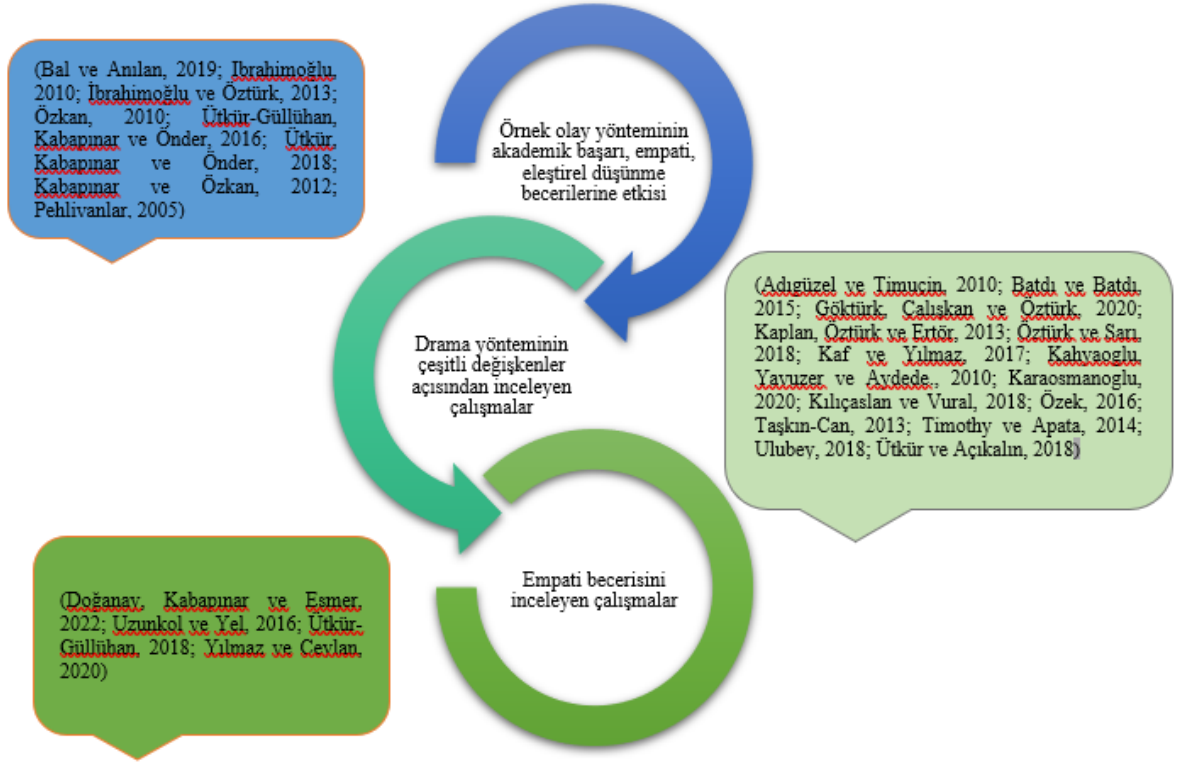 (Bal ve Anılan, 2019; Ibrahimoğlu,
2010; İbrahimoğlu ve Öztürk, 2013;
Özkan, 2010; Ütkür-Güllühan,
Kabapınar ve Önder, 2016; Ütkür,
Kabapınar ve Önder, 2018;
Kabapınar ve Özkan, 2012;
Pehlivanlar, 2005)
Örnek olay yönteminin
akademik başarı, empati,
eleştirel düşünme
becerilerine etkisi
(Adıgüzel ve Timuçin, 2010; Batdı ve Batdı,
2015; Göktürk, Çalışkan ve Öztürk, 2020;
Kaplan, Öztürk ve Ertör, 2013; Öztürk ve Sarı,
2018; Kaf ve Yılmaz, 2017; Kahyaoglu,
Yavuzer ve Aydede., 2010; Karaosmanoglu,
2020; Kılıçaslan ve Vural, 2018; Özek, 2016;
Taşkın-Can, 2013; Timothy ve Apata, 2014;
Ulubey, 2018; Ütkür ve Açıkalın, 2018)
Drama yönteminin
çeşitli değişkenler
açısından inceleyen
çalışmalar
(Doğanay, Kabapınar ve Esmer,
2022; Uzunkol ve Yel, 2016; Ütkür-
Güllühan, 2018; Yılmaz ve Ceylan,
2020)
Empati becerisini
inceleyen çalışmalar